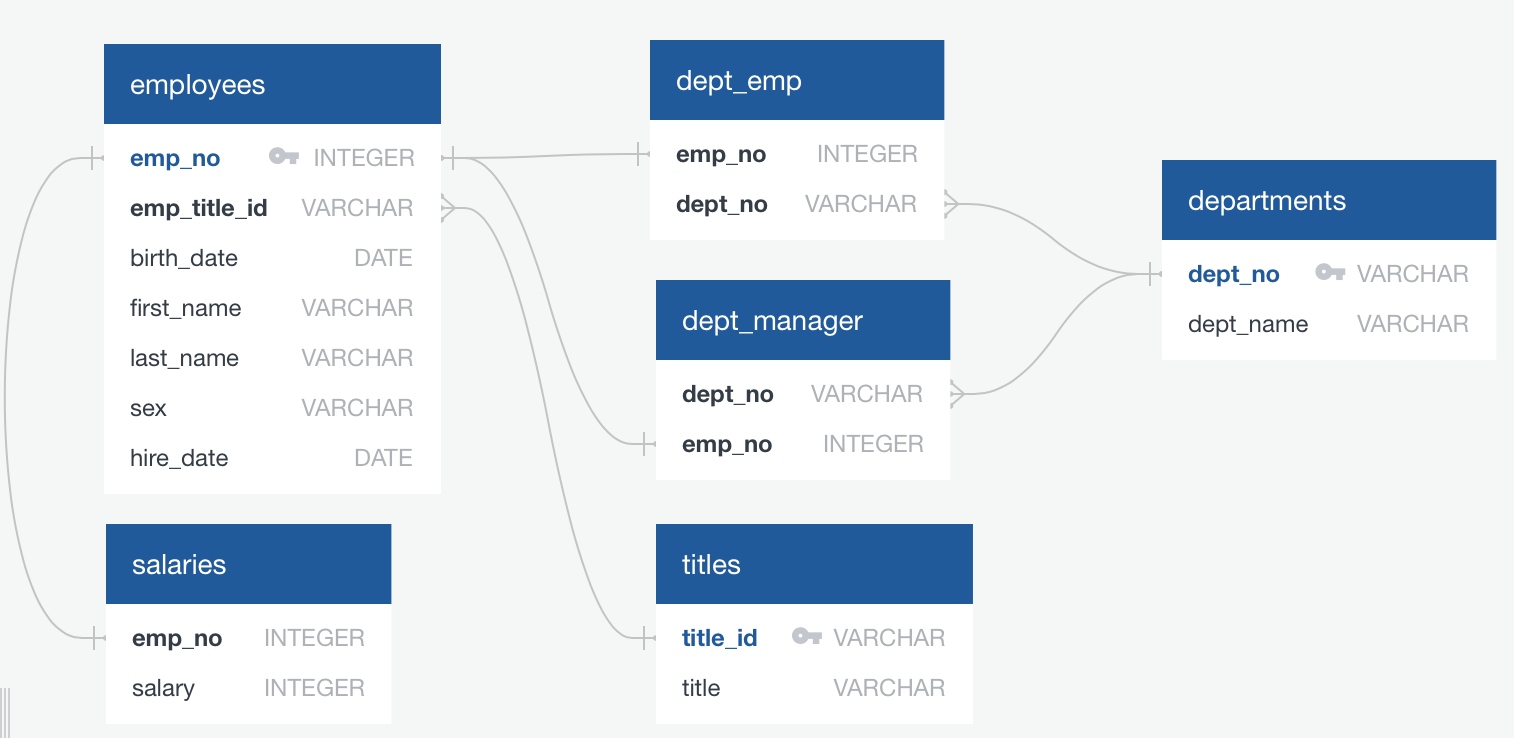 employees
emp_no INTEGER
emp_title_id VARCHAR
birth_date DATE
first_name VARCHAR
last_name VARCHAR
sex VARCHAR
hire_date DATE
salaries
emp_no INTEGER
salary INTEGER
dept_emp
emp_no INTEGER
dept_no VARCHAR
dept_manager
dept_no VARCHAR
emp_no INTEGER
titles
title_id VARCHAR
title VARCHAR
departments
dept_no VARCHAR
dept_name VARCHAR